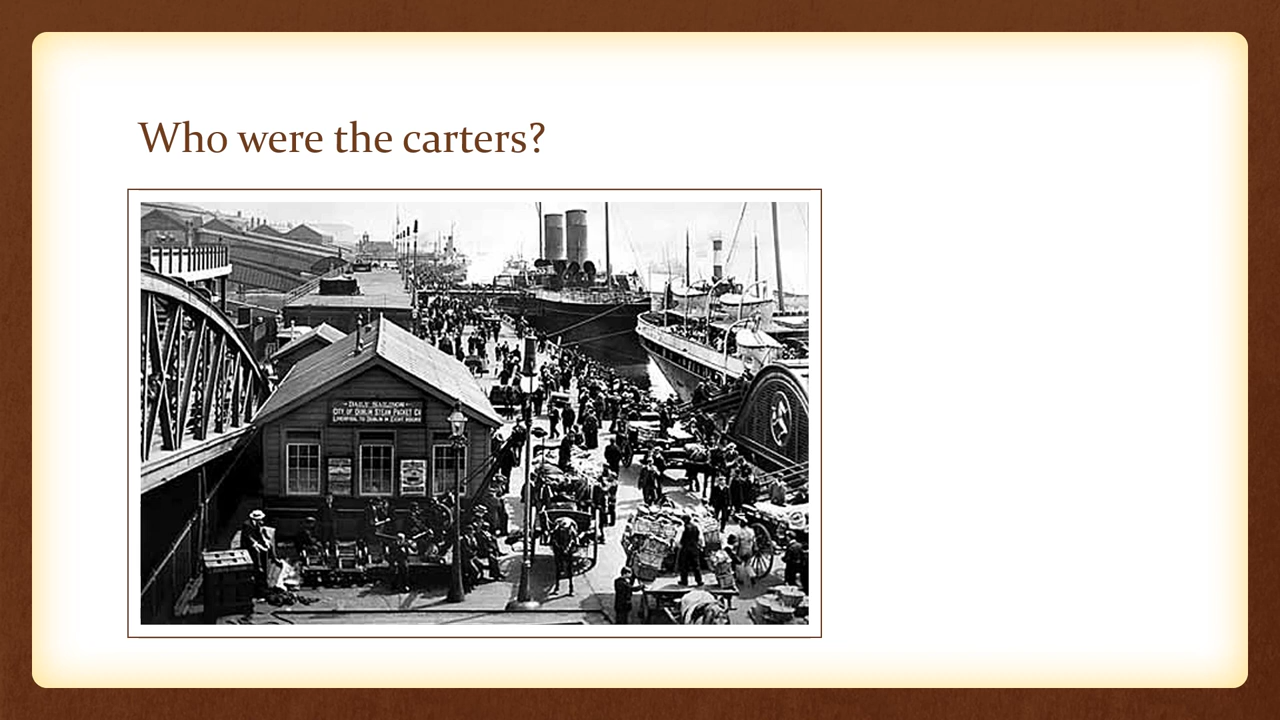 Who were the carters?
DAILY SAILINGS
CITY OF DUBLIN STEAM PACKET CO
LIVERPOOL TO DUBLIN IN EIGHT HOURS